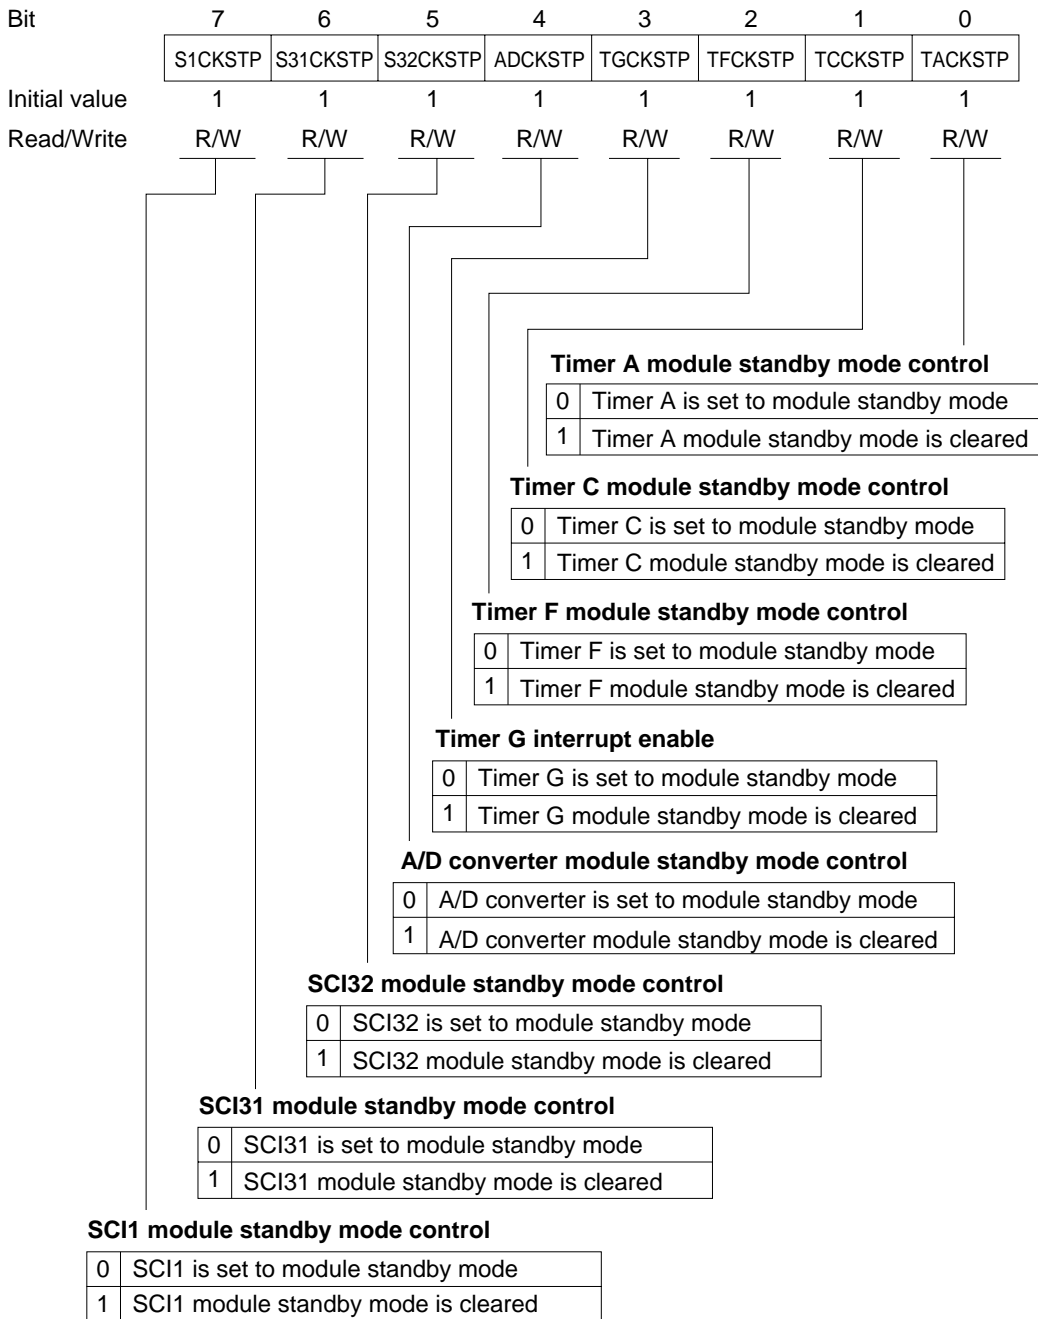 Bit 7 6 5 4 3 2 1 0
S1CKSTP S31CKSTP S32CKSTP ADCKSTP TGCKSTP TFCKSTP TCCKSTP TACKSTP
Initial value 1 1 1 1 1 1 1 1
Read/Write R/W R/W R/W R/W R/W R/W R/W R/W
Timer A module standby mode control
0 Timer A is set to module standby mode
1 Timer A module standby mode is cleared
Timer C module standby mode control
0 Timer C is set to module standby mode
1 Timer C module standby mode is cleared
Timer F module standby mode control
0 Timer F is set to module standby mode
1 Timer F module standby mode is cleared
Timer G interrupt enable
0 Timer G is set to module standby mode
1 Timer G module standby mode is cleared
A/D converter module standby mode control
0 A/D converter is set to module standby mode
1 A/D converter module standby mode is cleared
SCI32 module standby mode control
0 SCI32 is set to module standby mode
1 SCI32 module standby mode is cleared
SCI31 module standby mode control
0 SCI31 is set to module standby mode
1 SCI31 module standby mode is cleared
SCI1 module standby mode control
0 SCI1 is set to module standby mode
1 SCI1 module standby mode is cleared